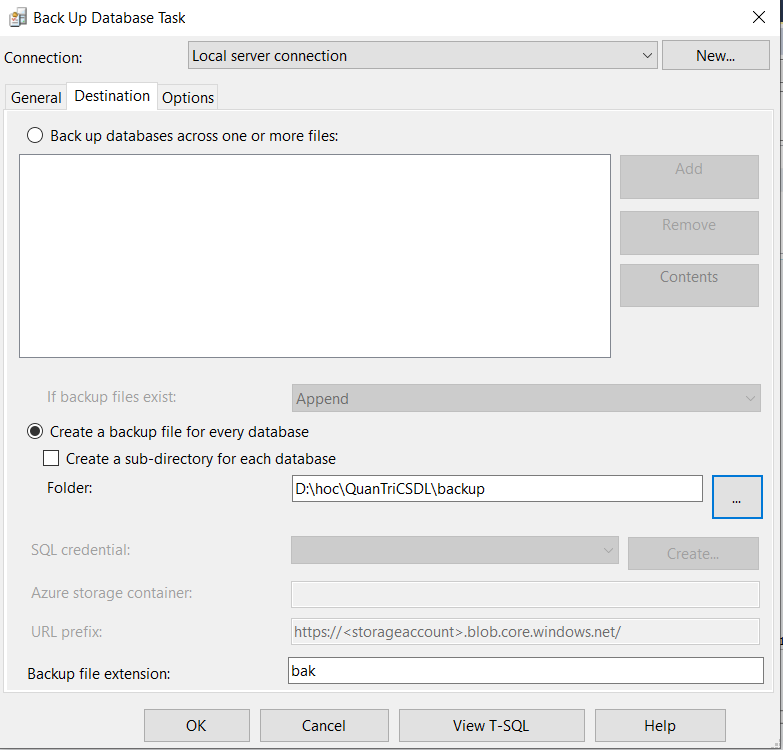 Back Up Database Task
Connection:
Local server connection
New...
General
Destination
Options
Back up databases across one or more files:
Add
Remove
Contents
If backup files exist:
Append
Create a backup file for every database
Create a sub-directory for each database
Folder:
D:\hoc\QuanTriCSDL\backup
...
SQL credential:
Create...
Azure storage container:
URL prefix:
https://<storageaccount>.blob.core.windows.net/
Backup file extension:
bak
OK
Cancel
View T-SQL
Help